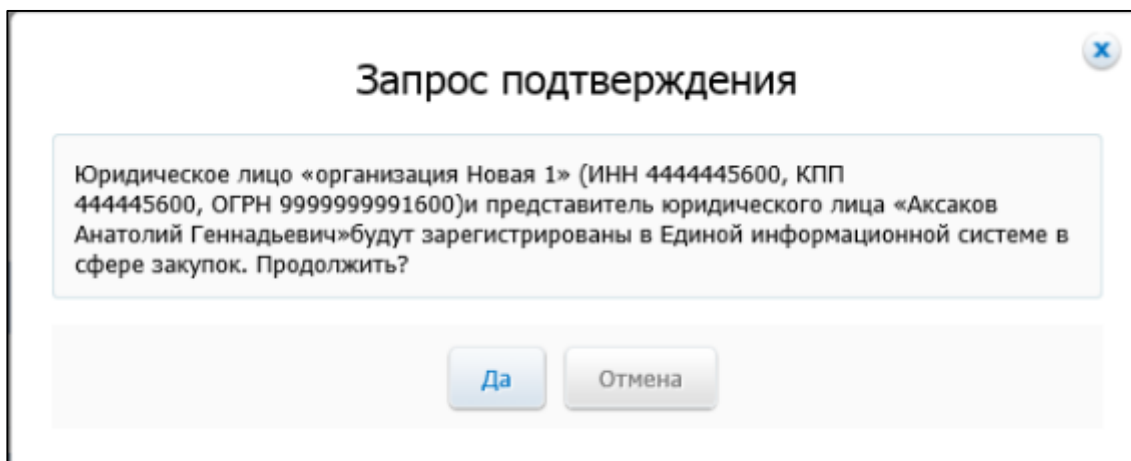 Запрос подтверждения
Юридическое лицо «организация Новая 1» (ИНН 4444445600, КПП
444445600, ОГРН 9999999991600)и представитель юридического лица «Аксаков
Анатолий Геннадьевич»будут зарегистрированы в Единой информационной системе в
сфере закупок. Продолжить?
Да
Отмена